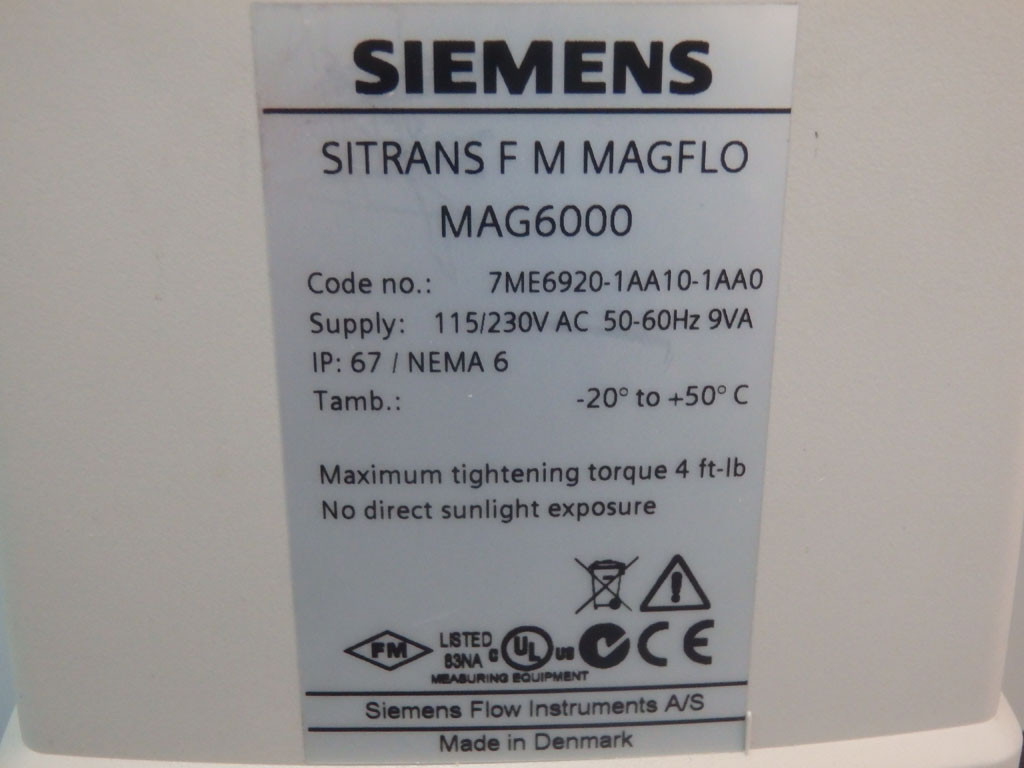 SIEMENS
SITRANS F M MAGFLO
MAG6000
Code no.: 7ME6920-1AA10-1AA0
Supply: 115/230V AC 50-60Hz 9VA
IP: 67 / NEMA 6
Tamb.: -20° to +50° C
Maximum tightening torque 4 ft-lb
No direct sunlight exposure
FM LISTED 83NA C UL US CE
MEASURING EQUIPMENT
Siemens Flow Instruments A/S
Made in Denmark